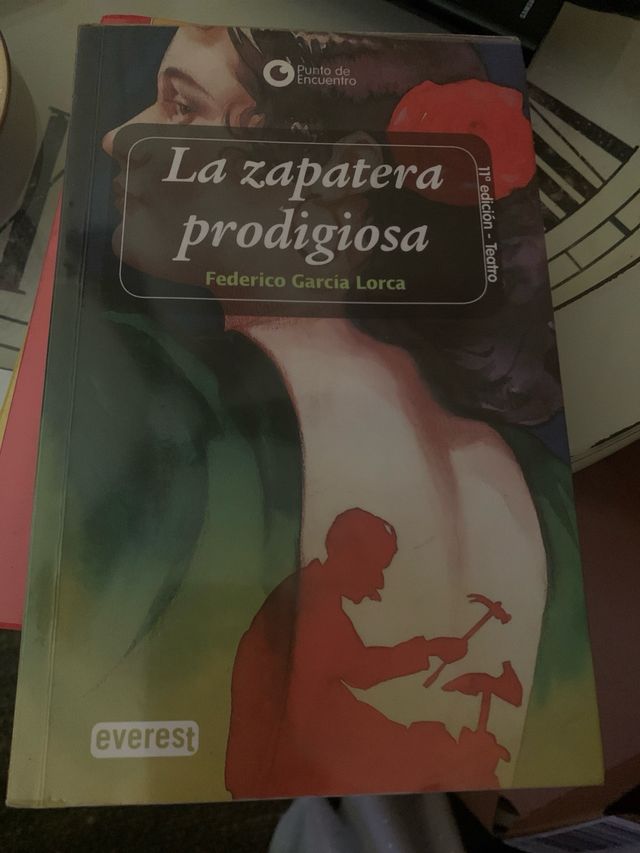 Punto de
Encuentro
La zapatera
prodigiosa
Federico García Lorca
11ª edición - Teatro
everest